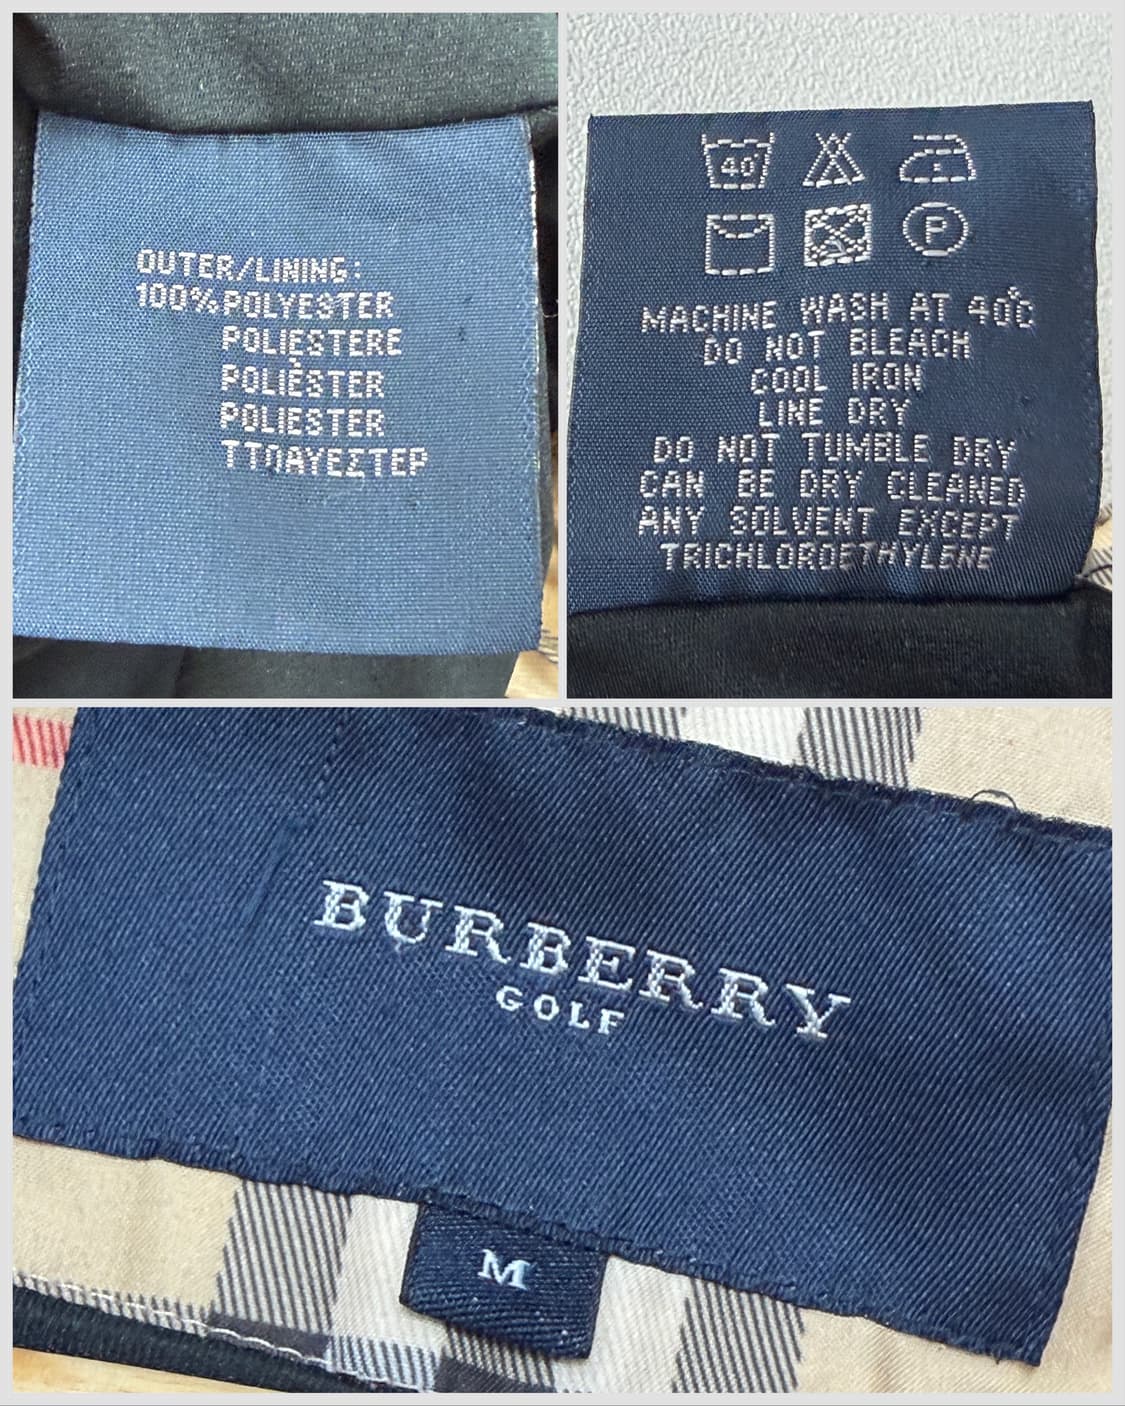 OUTER/LINING:
100%POLYESTER
POLIESTERE
POLIÈSTER
POLIESTER
ΤΤΟΛΥΕΣΤΕΡ
40
P
MACHINE WASH AT 40°C
DO NOT BLEACH
COOL IRON
LINE DRY
DO NOT TUMBLE DRY
CAN BE DRY CLEANED
ANY SOLVENT EXCEPT
TRICHLOROETHYLENE
BURBERRY
GOLF
M